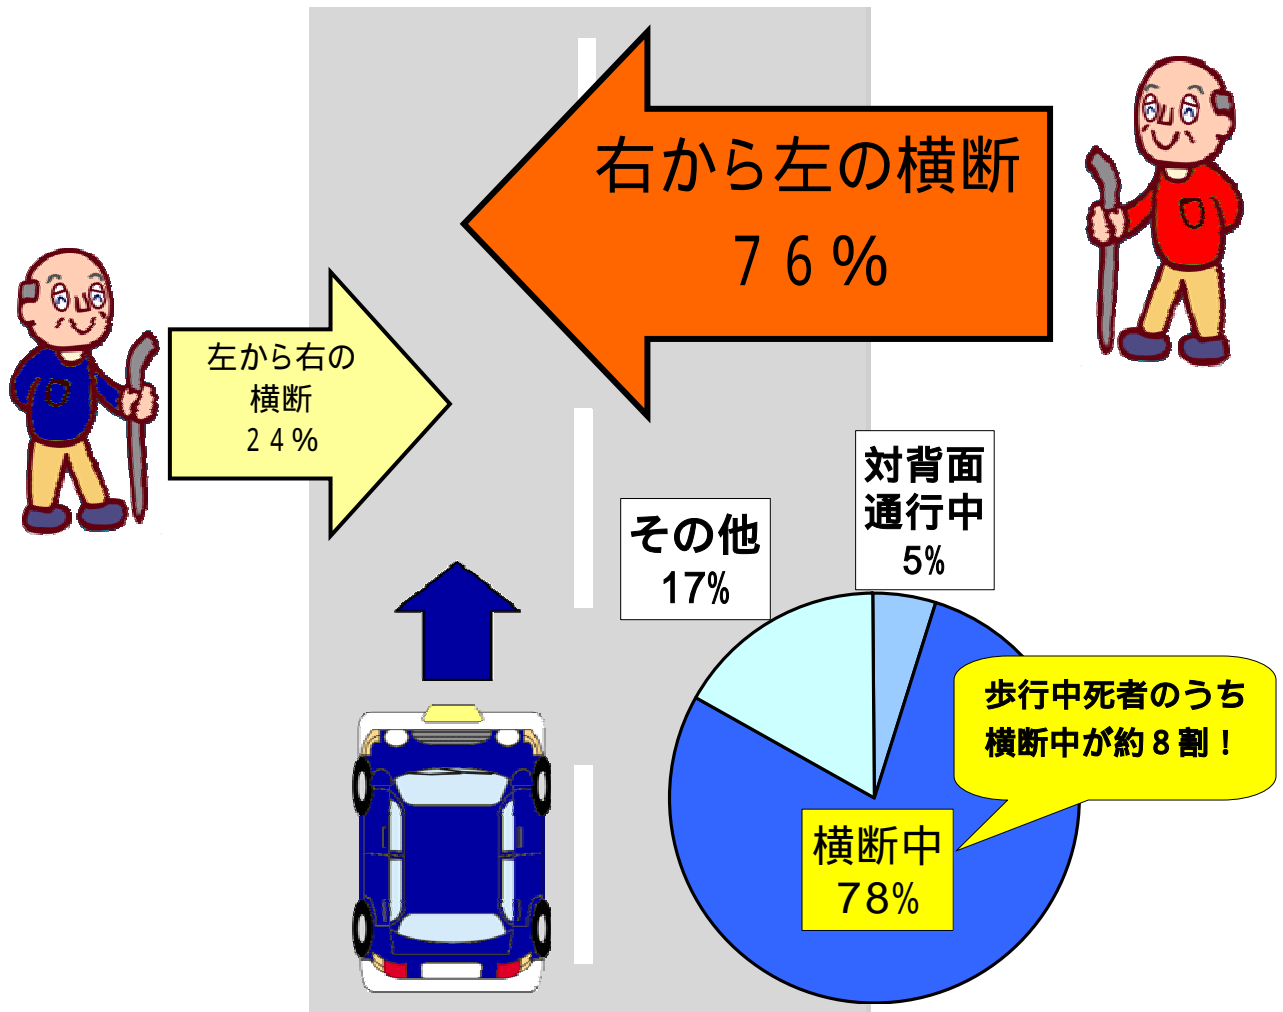 右から左の横断
７６％
左から右の
横断
２４％
対背面
通行中
5%
その他
17%
歩行中死者のうち
横断中が約８割！
横断中
78%